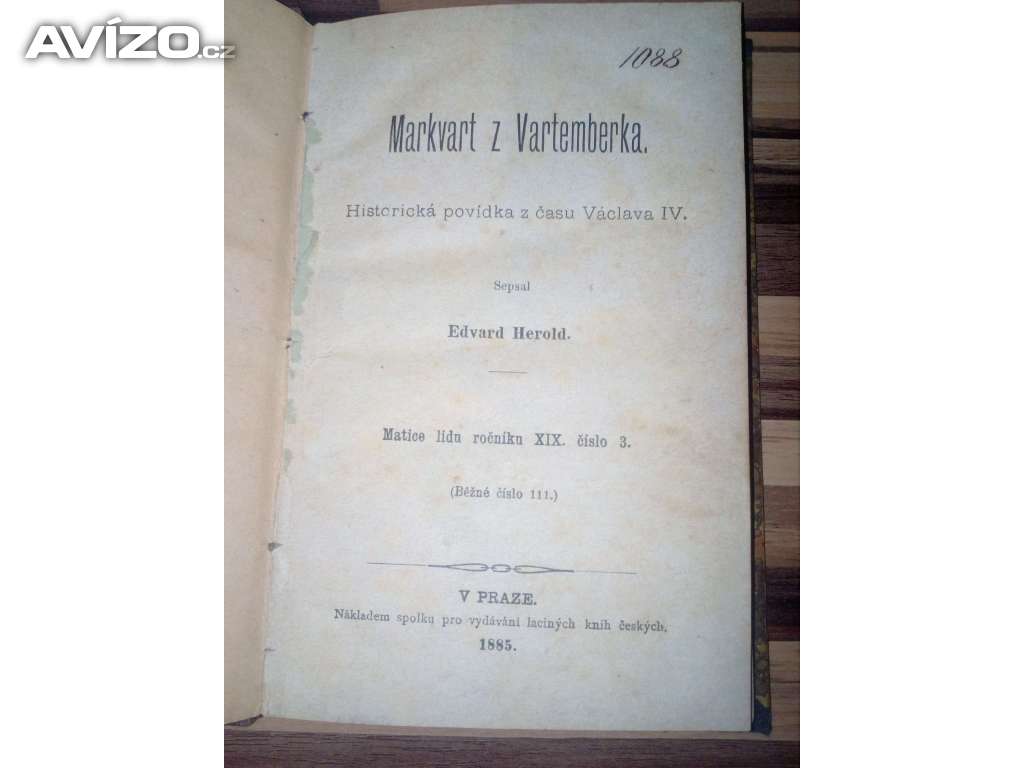 AVÍZO.cz
1088
Markvart z Vartemberka.
Historická povídka z času Václava IV.
Sepsal
Edvard Herold.
Matice lidu ročníku XIX. číslo 3.
(Běžné číslo 111.)
V PRAZE.
Nákladem spolku pro vydávání laciných knih českých.
1885.